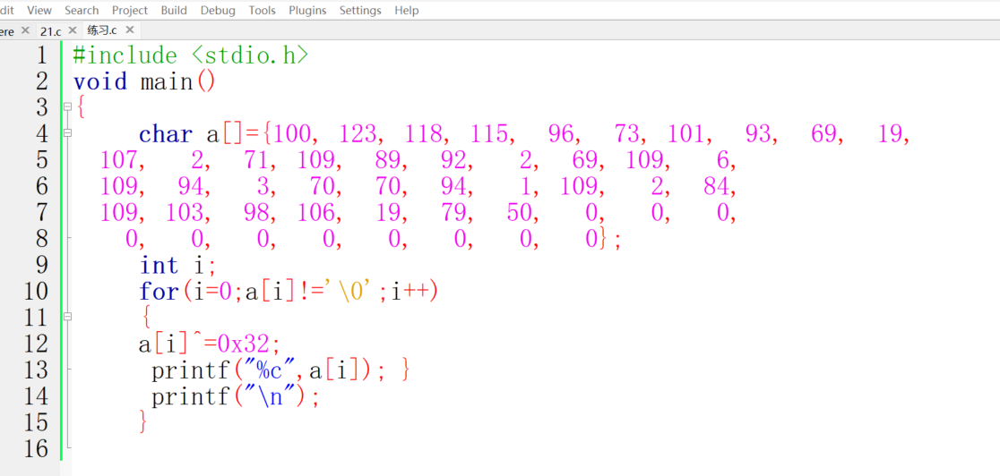 dit View Search Project Build Debug Tools Plugins Settings Help
ere × 21.c × 练习.c ×
1 #include <stdio.h>
2 void main()
3 {
4 char a[]={100, 123, 118, 115, 96, 73, 101, 93, 69, 19,
5 107, 2, 71, 109, 89, 92, 2, 69, 109, 6,
6 109, 94, 3, 70, 70, 94, 1, 109, 2, 84,
7 109, 103, 98, 106, 19, 79, 50, 0, 0, 0,
8 0, 0, 0, 0, 0, 0, 0, 0};
9 int i;
10 for(i=0;a[i]!='\0';i++)
11 {
12 a[i]^=0x32;
13 printf("%c",a[i]); }
14 printf("\n");
15 }
16